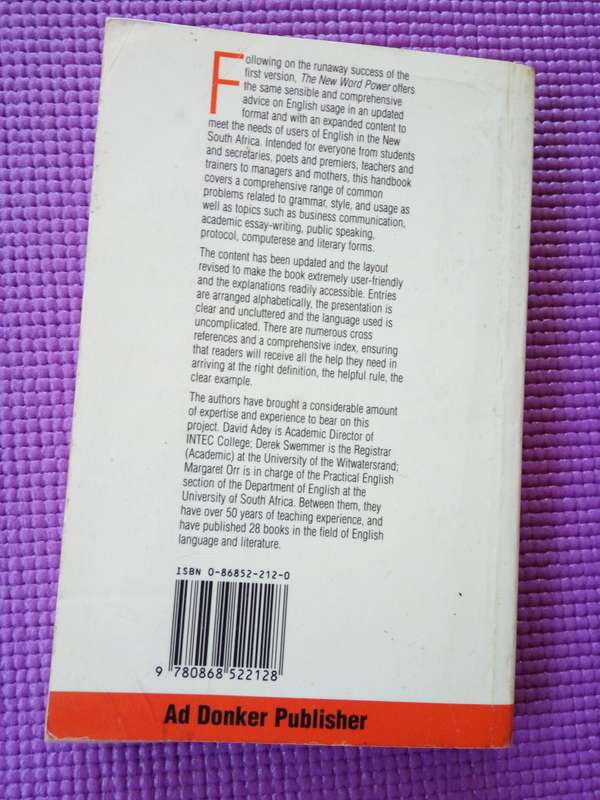 Following on the runaway success of the
first version, The New Word Power offers
the same sensible and comprehensive
advice on English usage in an updated
format and with an expanded content to
meet the needs of users of English in the New
South Africa. Intended for everyone from students
and secretaries, poets and premiers, teachers and
trainers to managers and mothers, this handbook
covers a comprehensive range of common
problems related to grammar, style, and usage as
well as topics such as business communication,
academic essay-writing, public speaking,
protocol, computerese and literary forms.
The content has been updated and the layout
revised to make the book extremely user-friendly
and the explanations readily accessible. Entries
are arranged alphabetically, the presentation is
clear and uncluttered and the language used is
uncomplicated. There are numerous cross
references and a comprehensive index, ensuring
that readers will receive all the help they need in
arriving at the right definition, the helpful rule, the
clear example.
The authors have brought a considerable amount
of expertise and experience to bear on this
project. David Adey is Academic Director of
INTEC College; Derek Swemmer is the Registrar
(Academic) at the University of the Witwatersrand;
Margaret Orr is in charge of the Practical English
section of the Department of English at the
University of South Africa. Between them, they
have over 50 years of teaching experience, and
have published 28 books in the field of English
language and literature.
ISBN 0-86852-212-0
9 780868 522128
Ad Donker Publisher